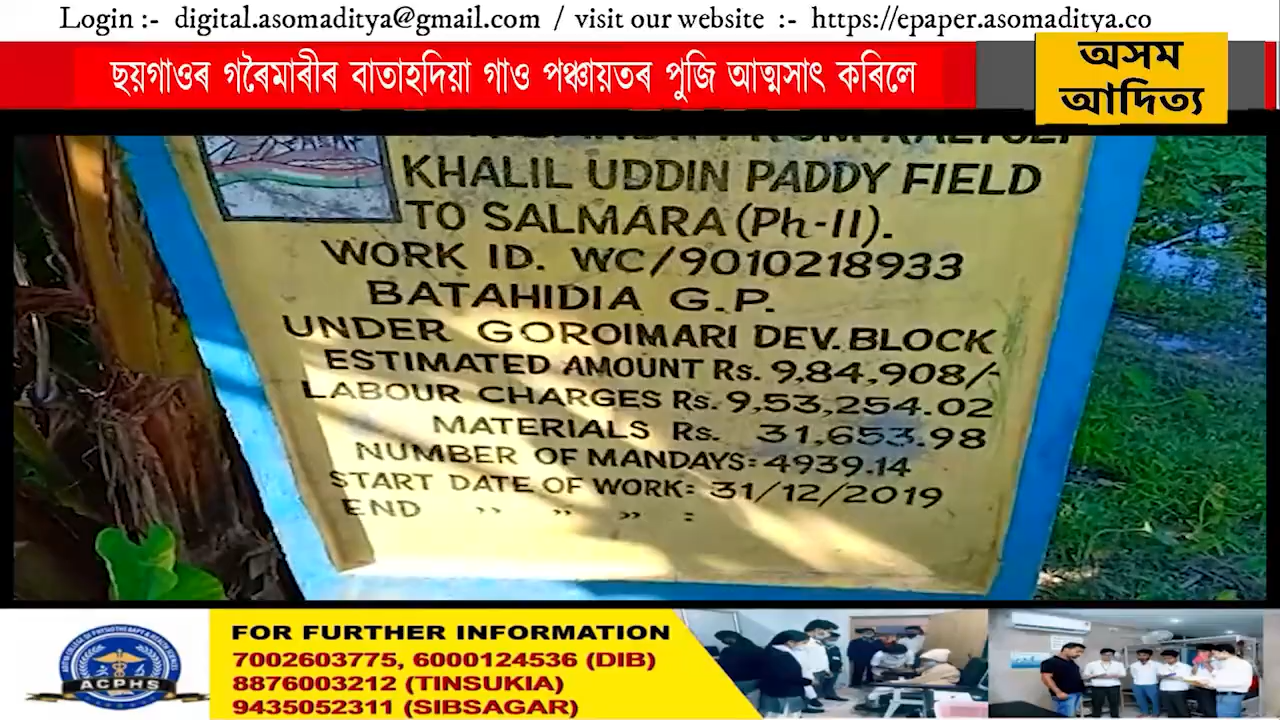 Login :-  digital.asomaditya@gmail.com  / visit our website  :-  https://epaper.asomaditya.co
ছয়গাওৰ গৰৈমাৰীৰ বাতাহদিয়া গাও পঞ্চায়তৰ পুজি আত্মসাৎ কৰিলে
অসম
আদিত্য
KHALIL UDDIN PADDY FIELD
TO SALMARA (Ph-II).
WORK ID. WC/9010218933
BATAHIDIA G.P.
UNDER GOROIMARI DEV.BLOCK
ESTIMATED AMOUNT Rs. 9,84,908/-
LABOUR CHARGES Rs. 9,53,254.02
MATERIALS Rs. 31,653.98
NUMBER OF MANDAYS:4939.14
START DATE OF WORK: 31/12/2019
END " " " :
ACPHS
FOR FURTHER INFORMATION
7002603775, 6000124536 (DIB)
8876003212 (TINSUKIA)
9435052311 (SIBSAGAR)